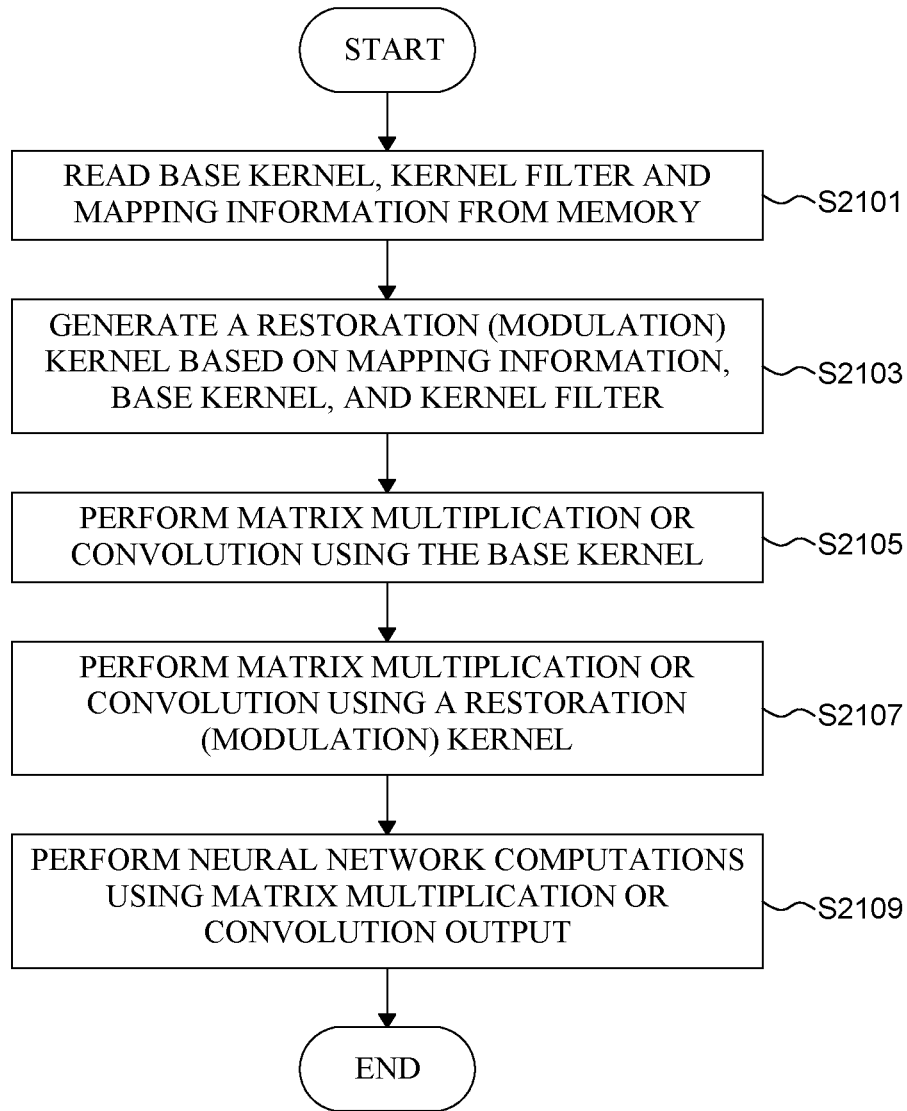 START
READ BASE KERNEL, KERNEL FILTER AND
MAPPING INFORMATION FROM MEMORY
S2101
GENERATE A RESTORATION (MODULATION)
KERNEL BASED ON MAPPING INFORMATION,
BASE KERNEL, AND KERNEL FILTER
S2103
PERFORM MATRIX MULTIPLICATION OR
CONVOLUTION USING THE BASE KERNEL
S2105
PERFORM MATRIX MULTIPLICATION OR
CONVOLUTION USING A RESTORATION
(MODULATION) KERNEL
S2107
PERFORM NEURAL NETWORK COMPUTATIONS
USING MATRIX MULTIPLICATION OR
CONVOLUTION OUTPUT
S2109
END